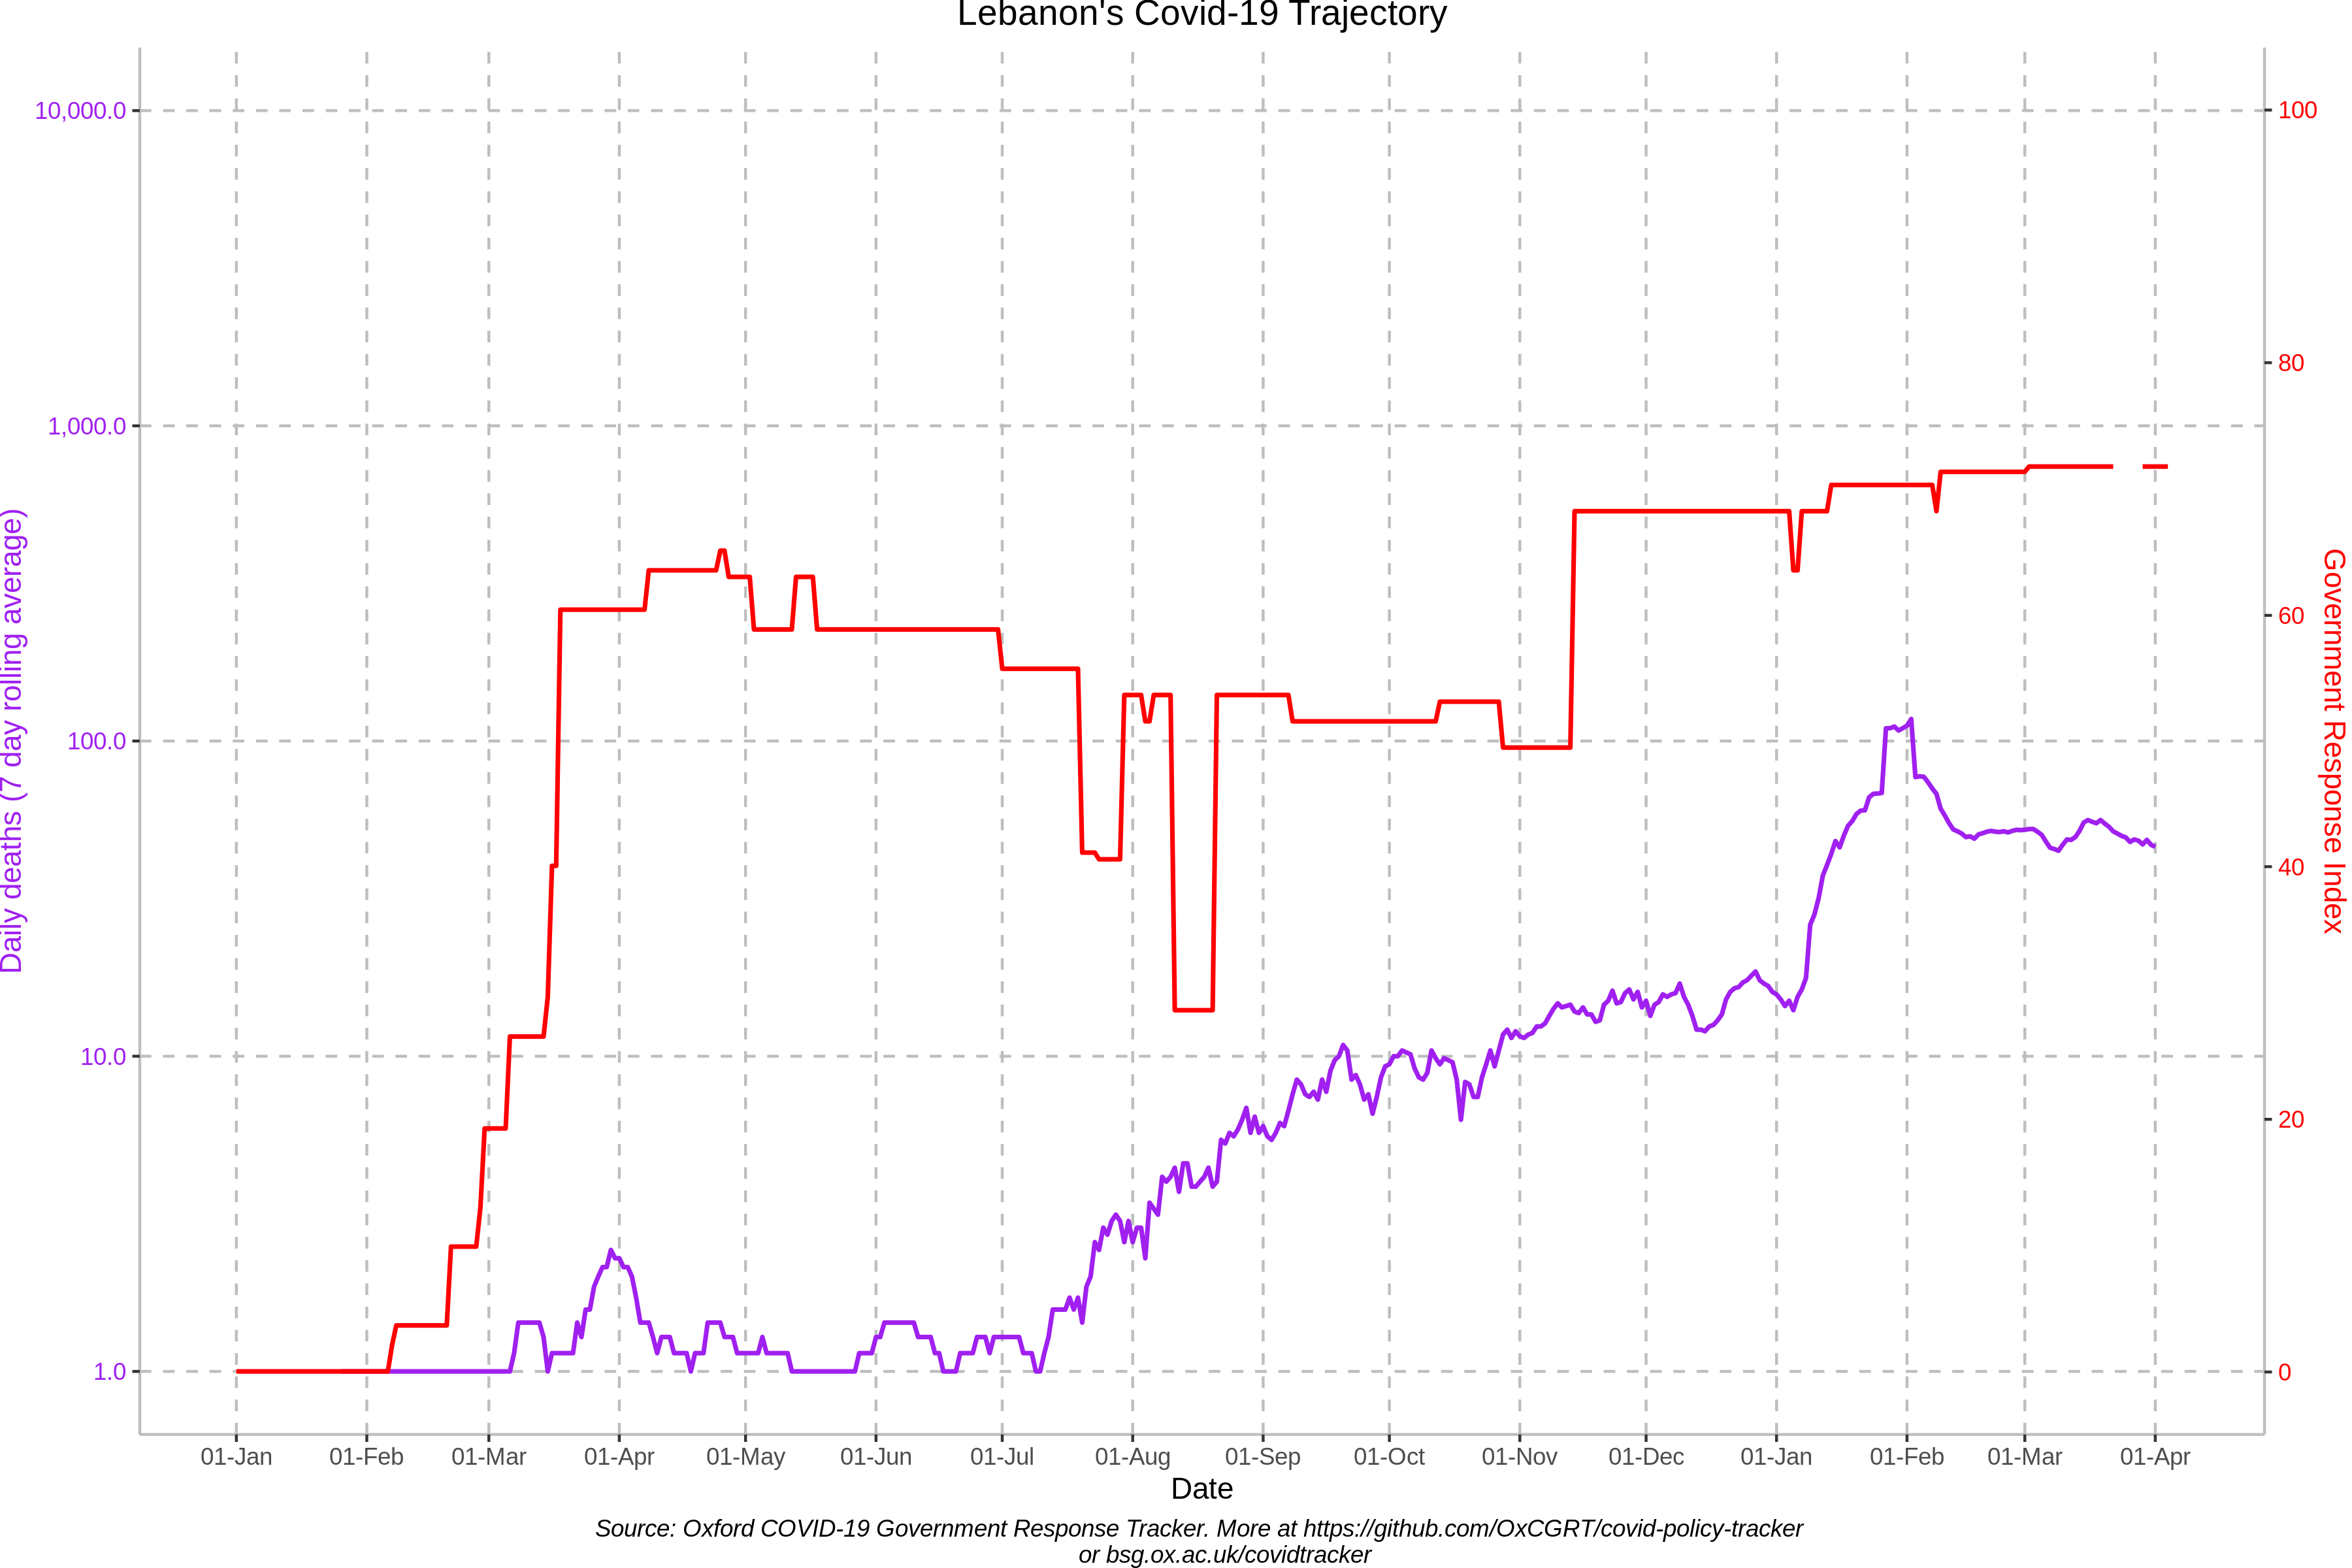 Lebanon's Covid-19 Trajectory
Daily deaths (7 day rolling average)
10,000.0
1,000.0
100.0
10.0
1.0
100
80
60
40
20
0
Government Response Index
01-Jan 01-Feb 01-Mar 01-Apr 01-May 01-Jun 01-Jul 01-Aug 01-Sep 01-Oct 01-Nov 01-Dec 01-Jan 01-Feb 01-Mar 01-Apr
Date
Source: Oxford COVID-19 Government Response Tracker. More at https://github.com/OxCGRT/covid-policy-tracker
or bsg.ox.ac.uk/covidtracker